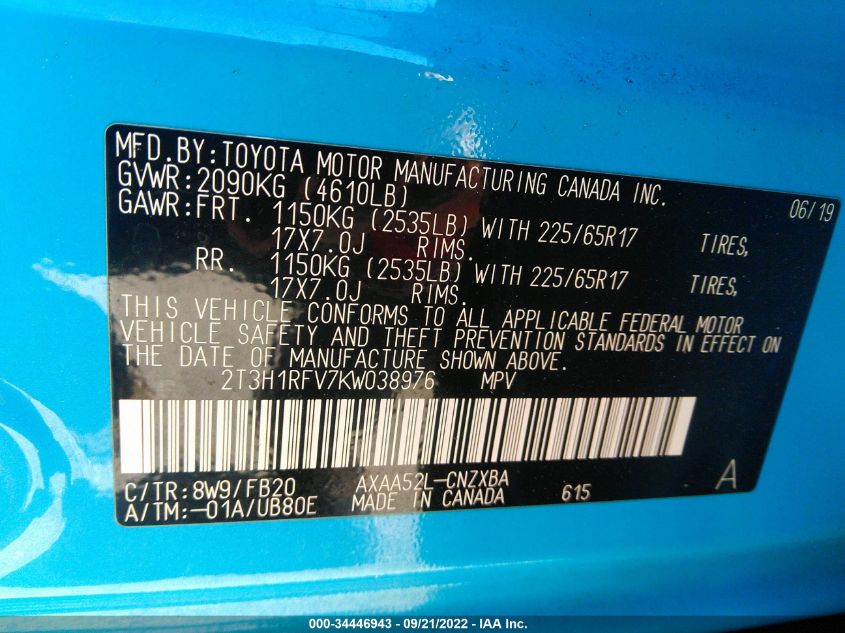 MFD.BY:TOYOTA MOTOR MANUFACTURING CANADA INC.
GVWR:2090KG (4610LB) 06/19
GAWR:FRT. 1150KG (2535LB) WITH 225/65R17 TIRES,
17X7.0J RIMS.
RR. 1150KG (2535LB) WITH 225/65R17 TIRES,
17X7.0J RIMS.
THIS VEHICLE CONFORMS TO ALL APPLICABLE FEDERAL MOTOR
VEHICLE SAFETY AND THEFT PREVENTION STANDARDS IN EFFECT ON
THE DATE OF MANUFACTURE SHOWN ABOVE.
2T3H1RFV7KW038976 MPV
C/TR:8W9/FB20 AXAA52L-CNZXBA A
A/TM:-01A/UB80E MADE IN CANADA 615
000-34446943 - 09/21/2022 - IAA Inc.